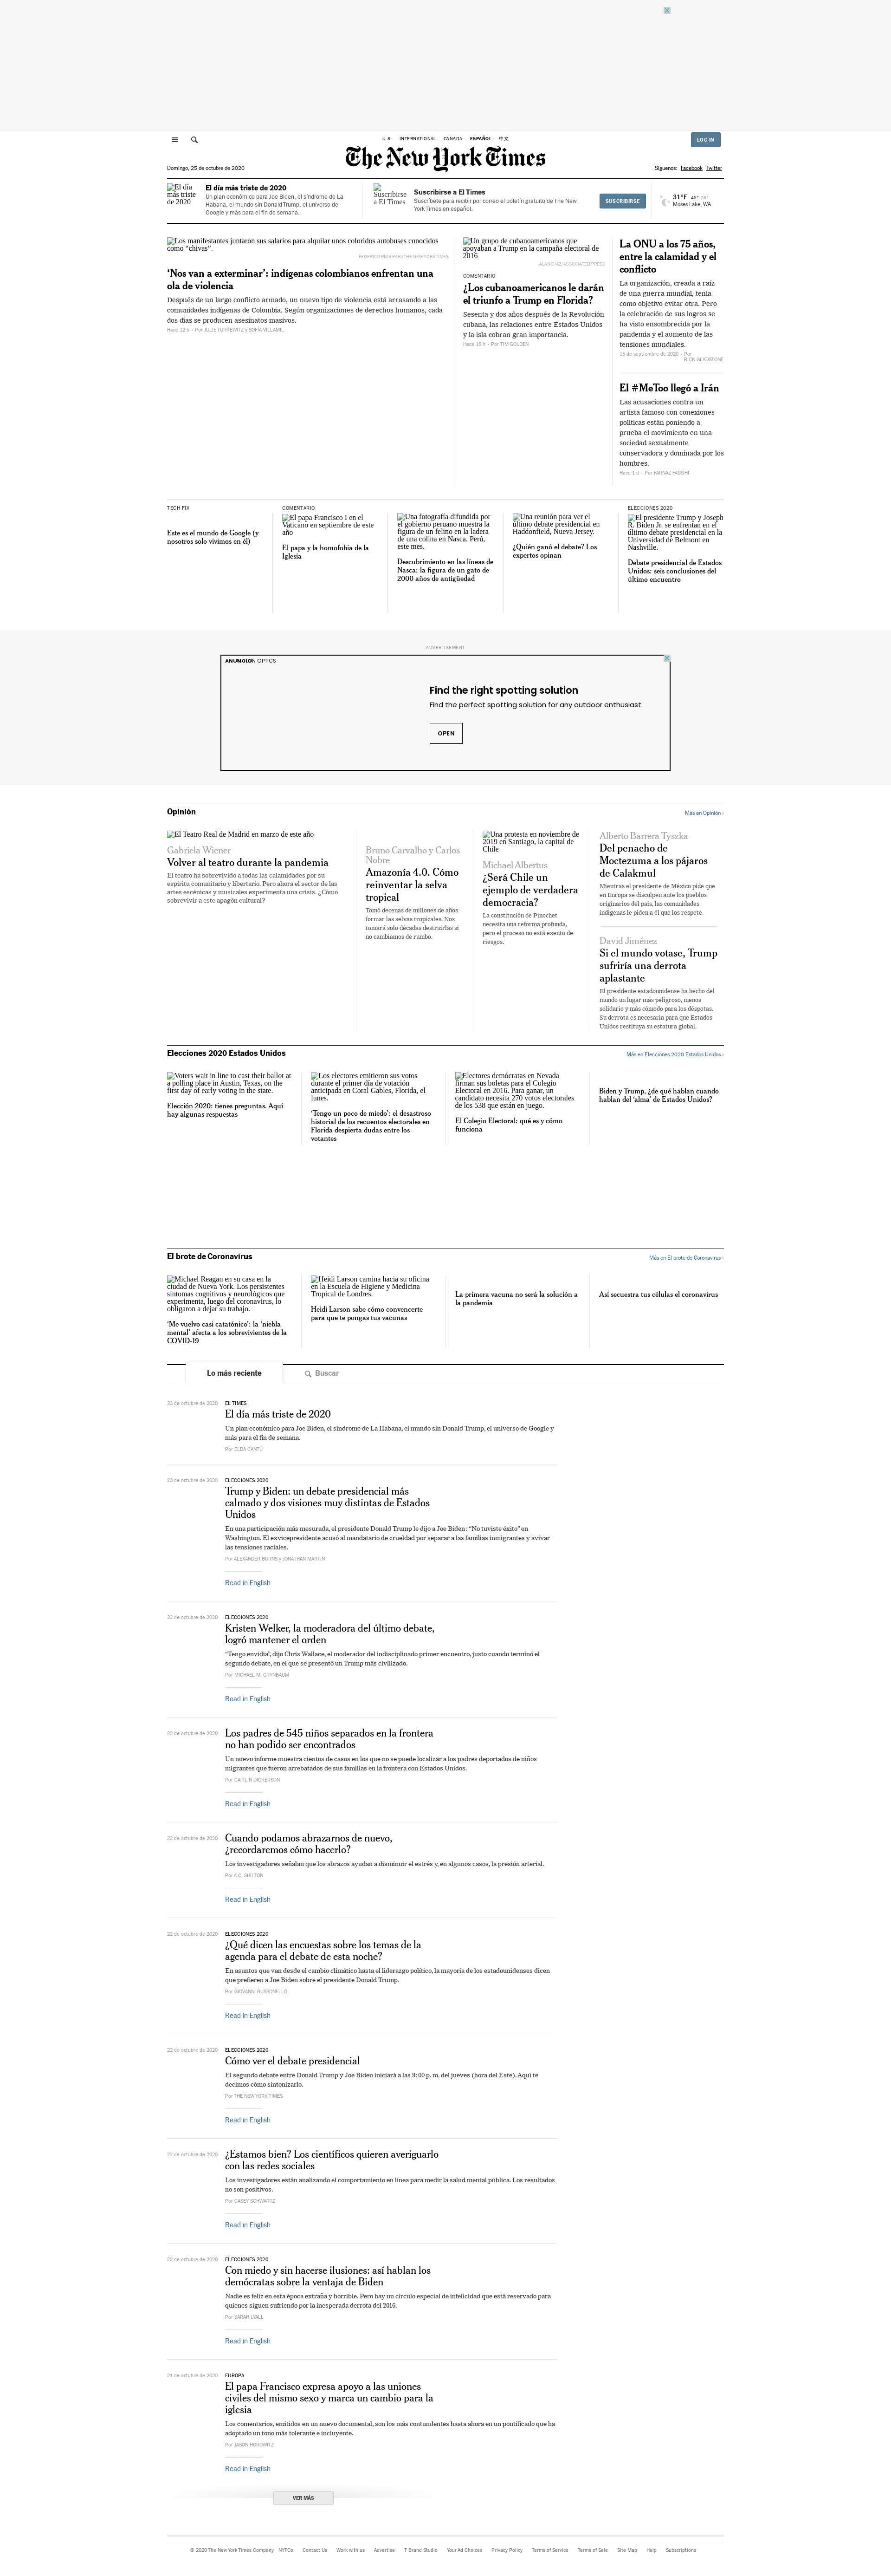 U.S. INTERNATIONAL CANADA ESPAÑOL 中文
LOG IN
The New York Times
Domingo, 25 de octubre de 2020
Síguenos: Facebook Twitter
El día más triste de 2020
El día más triste de 2020
Un plan económico para Joe Biden, el síndrome de La Habana, el mundo sin Donald Trump, el universo de Google y más para el fin de semana.
Suscribirse a El Times
Suscribirse a El Times
Suscríbete para recibir por correo el boletín gratuito de The New York Times en español.
SUSCRIBIRSE
31°F 45° 23°
Moses Lake, WA
Los manifestantes juntaron sus salarios para alquilar unos coloridos autobuses conocidos como “chivas”.
FEDERICO RIOS PARA THE NEW YORK TIMES
‘Nos van a exterminar’: indígenas colombianos enfrentan una ola de violencia
Después de un largo conflicto armado, un nuevo tipo de violencia está arrasando a las comunidades indígenas de Colombia. Según organizaciones de derechos humanos, cada dos días se producen asesinatos masivos.
Hace 12 h - Por JULIE TURKEWITZ y SOFÍA VILLAMIL
Un grupo de cubanoamericanos que apoyaban a Trump en la campaña electoral de 2016
ALAN DIAZ/ASSOCIATED PRESS
COMENTARIO
¿Los cubanoamericanos le darán el triunfo a Trump en Florida?
Sesenta y dos años después de la Revolución cubana, las relaciones entre Estados Unidos y la isla cobran gran importancia.
Hace 16 h - Por TIM GOLDEN
La ONU a los 75 años, entre la calamidad y el conflicto
La organización, creada a raíz de una guerra mundial, tenía como objetivo evitar otra. Pero la celebración de sus logros se ha visto ensombrecida por la pandemia y el aumento de las tensiones mundiales.
15 de septiembre de 2020 - Por RICK GLADSTONE
El #MeToo llegó a Irán
Las acusaciones contra un artista famoso con conexiones políticas están poniendo a prueba el movimiento en una sociedad sexualmente conservadora y dominada por los hombres.
Hace 1 d - Por FARNAZ FASSIHI
TECH FIX
Este es el mundo de Google (y nosotros solo vivimos en él)
COMENTARIO
El papa Francisco I en el Vaticano en septiembre de este año
El papa y la homofobia de la Iglesia
Una fotografía difundida por el gobierno peruano muestra la figura de un felino en la ladera de una colina en Nasca, Perú, este mes.
Descubrimiento en las líneas de Nasca: la figura de un gato de 2000 años de antigüedad
Una reunión para ver el último debate presidencial en Haddonfield, Nueva Jersey.
¿Quién ganó el debate? Los expertos opinan
ELECCIONES 2020
El presidente Trump y Joseph R. Biden Jr. se enfrentan en el último debate presidencial en la Universidad de Belmont en Nashville.
Debate presidencial de Estados Unidos: seis conclusiones del último encuentro
ADVERTISEMENT
Find the right spotting solution
Find the perfect spotting solution for any outdoor enthusiast.
OPEN
Opinión
Más en Opinión ›
El Teatro Real de Madrid en marzo de este año
Gabriela Wiener
Volver al teatro durante la pandemia
El teatro ha sobrevivido a todas las calamidades por su espíritu comunitario y libertario. Pero ahora el sector de las artes escénicas y musicales experimenta una crisis. ¿Cómo sobrevivir a este apagón cultural?
Bruno Carvalho y Carlos Nobre
Amazonía 4.0. Cómo reinventar la selva tropical
Tomó decenas de millones de años formar las selvas tropicales. Nos tomará solo décadas destruirlas si no cambiamos de rumbo.
Una protesta en noviembre de 2019 en Santiago, la capital de Chile
Michael Albertus
¿Será Chile un ejemplo de verdadera democracia?
La constitución de Pinochet necesita una reforma profunda, pero el proceso no está exento de riesgos.
Alberto Barrera Tyszka
Del penacho de Moctezuma a los pájaros de Calakmul
Mientras el presidente de México pide que en Europa se disculpen ante los pueblos originarios del país, las comunidades indígenas le piden a él que los respete.
David Jiménez
Si el mundo votase, Trump sufriría una derrota aplastante
El presidente estadounidense ha hecho del mundo un lugar más peligroso, menos solidario y más cómodo para los déspotas. Su derrota es necesaria para que Estados Unidos restituya su estatura global.
Elecciones 2020 Estados Unidos
Más en Elecciones 2020 Estados Unidos ›
Voters wait in line to cast their ballot at a polling place in Austin, Texas, on the first day of early voting in the state.
Elección 2020: tienes preguntas. Aquí hay algunas respuestas
Los electores emitieron sus votos durante el primer día de votación anticipada en Coral Gables, Florida, el lunes.
‘Tengo un poco de miedo’: el desastroso historial de los recuentos electorales en Florida despierta dudas entre los votantes
Electores demócratas en Nevada firman sus boletas para el Colegio Electoral en 2016. Para ganar, un candidato necesita 270 votos electorales de los 538 que están en juego.
El Colegio Electoral: qué es y cómo funciona
Biden y Trump, ¿de qué hablan cuando hablan del ‘alma’ de Estados Unidos?
El brote de Coronavirus
Más en El brote de Coronavirus ›
Michael Reagan en su casa en la ciudad de Nueva York. Los persistentes síntomas cognitivos y neurológicos que experimenta, luego del coronavirus, lo obligaron a dejar su trabajo.
‘Me vuelvo casi catatónico’: la ‘niebla mental’ afecta a los sobrevivientes de la COVID-19
Heidi Larson camina hacia su oficina en la Escuela de Higiene y Medicina Tropical de Londres.
Heidi Larson sabe cómo convencerte para que te pongas tus vacunas
La primera vacuna no será la solución a la pandemia
Así secuestra tus células el coronavirus
Lo más reciente
Buscar
23 de octubre de 2020
EL TIMES
El día más triste de 2020
Un plan económico para Joe Biden, el síndrome de La Habana, el mundo sin Donald Trump, el universo de Google y más para el fin de semana.
Por ELDA CANTÚ
23 de octubre de 2020
ELECCIONES 2020
Trump y Biden: un debate presidencial más calmado y dos visiones muy distintas de Estados Unidos
En una participación más mesurada, el presidente Donald Trump le dijo a Joe Biden: “No tuviste éxito” en Washington. El exvicepresidente acusó al mandatario de crueldad por separar a las familias inmigrantes y avivar las tensiones raciales.
Por ALEXANDER BURNS y JONATHAN MARTIN
Read in English
22 de octubre de 2020
ELECCIONES 2020
Kristen Welker, la moderadora del último debate, logró mantener el orden
“Tengo envidia”, dijo Chris Wallace, el moderador del indisciplinado primer encuentro, justo cuando terminó el segundo debate, en el que se presentó un Trump más civilizado.
Por MICHAEL M. GRYNBAUM
Read in English
22 de octubre de 2020
Los padres de 545 niños separados en la frontera no han podido ser encontrados
Un nuevo informe muestra cientos de casos en los que no se puede localizar a los padres deportados de niños migrantes que fueron arrebatados de sus familias en la frontera con Estados Unidos.
Por CAITLIN DICKERSON
Read in English
22 de octubre de 2020
Cuando podamos abrazarnos de nuevo, ¿recordaremos cómo hacerlo?
Los investigadores señalan que los abrazos ayudan a disminuir el estrés y, en algunos casos, la presión arterial.
Por A.C. SHILTON
Read in English
22 de octubre de 2020
ELECCIONES 2020
¿Qué dicen las encuestas sobre los temas de la agenda para el debate de esta noche?
En asuntos que van desde el cambio climático hasta el liderazgo político, la mayoría de los estadounidenses dicen que prefieren a Joe Biden sobre el presidente Donald Trump.
Por GIOVANNI RUSSONELLO
Read in English
22 de octubre de 2020
ELECCIONES 2020
Cómo ver el debate presidencial
El segundo debate entre Donald Trump y Joe Biden iniciará a las 9:00 p. m. del jueves (hora del Este). Aquí te decimos cómo sintonizarlo.
Por THE NEW YORK TIMES
Read in English
22 de octubre de 2020
¿Estamos bien? Los científicos quieren averiguarlo con las redes sociales
Los investigadores están analizando el comportamiento en línea para medir la salud mental pública. Los resultados no son positivos.
Por CASEY SCHWARTZ
Read in English
22 de octubre de 2020
ELECCIONES 2020
Con miedo y sin hacerse ilusiones: así hablan los demócratas sobre la ventaja de Biden
Nadie es feliz en esta época extraña y horrible. Pero hay un círculo especial de infelicidad que está reservado para quienes siguen sufriendo por la inesperada derrota del 2016.
Por SARAH LYALL
Read in English
21 de octubre de 2020
EUROPA
El papa Francisco expresa apoyo a las uniones civiles del mismo sexo y marca un cambio para la iglesia
Los comentarios, emitidos en un nuevo documental, son los más contundentes hasta ahora en un pontificado que ha adoptado un tono más tolerante e incluyente.
Por JASON HOROWITZ
Read in English
VER MÁS
© 2020 The New York Times Company NYTCo Contact Us Work with us Advertise T Brand Studio Your Ad Choices Privacy Policy Terms of Service Terms of Sale Site Map Help Subscriptions